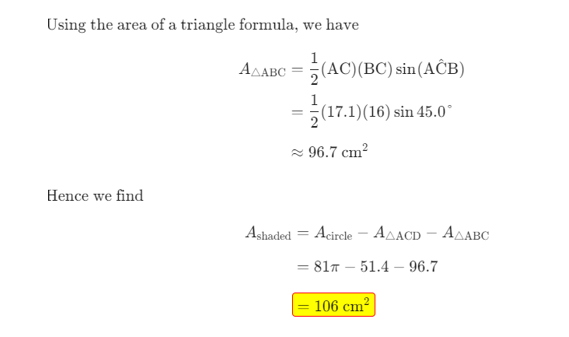 Using the area of a triangle formula, we have
A△ABC = 1/2 (AC)(BC) sin(AĈB)
= 1/2 (17.1)(16) sin 45.0°
≈ 96.7 cm²
Hence we find
Ashaded = Acircle − A△ACD − A△ABC
= 81π − 51.4 − 96.7
= 106 cm²